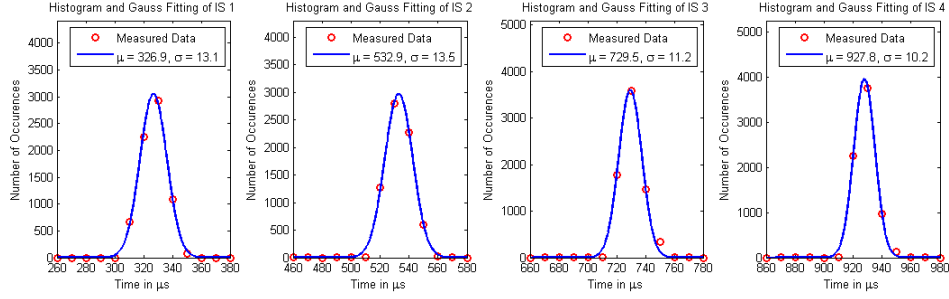 Histogram and Gauss Fitting of IS 1
Number of Occurences
4000
3500
3000
2500
2000
1500
1000
500
0
Measured Data
μ = 326.9, σ = 13.1
260 280 300 320 340 360 380
Time in μs
Histogram and Gauss Fitting of IS 2
Number of Occurences
4000
3500
3000
2500
2000
1500
1000
500
0
Measured Data
μ = 532.9, σ = 13.5
460 480 500 520 540 560 580
Time in μs
Histogram and Gauss Fitting of IS 3
Number of Occurences
5000
4000
3000
2000
1000
0
Measured Data
μ = 729.5, σ = 11.2
660 680 700 720 740 760 780
Time in μs
Histogram and Gauss Fitting of IS 4
Number of Occurences
5000
4000
3000
2000
1000
0
Measured Data
μ = 927.8, σ = 10.2
860 880 900 920 940 960 980
Time in μs